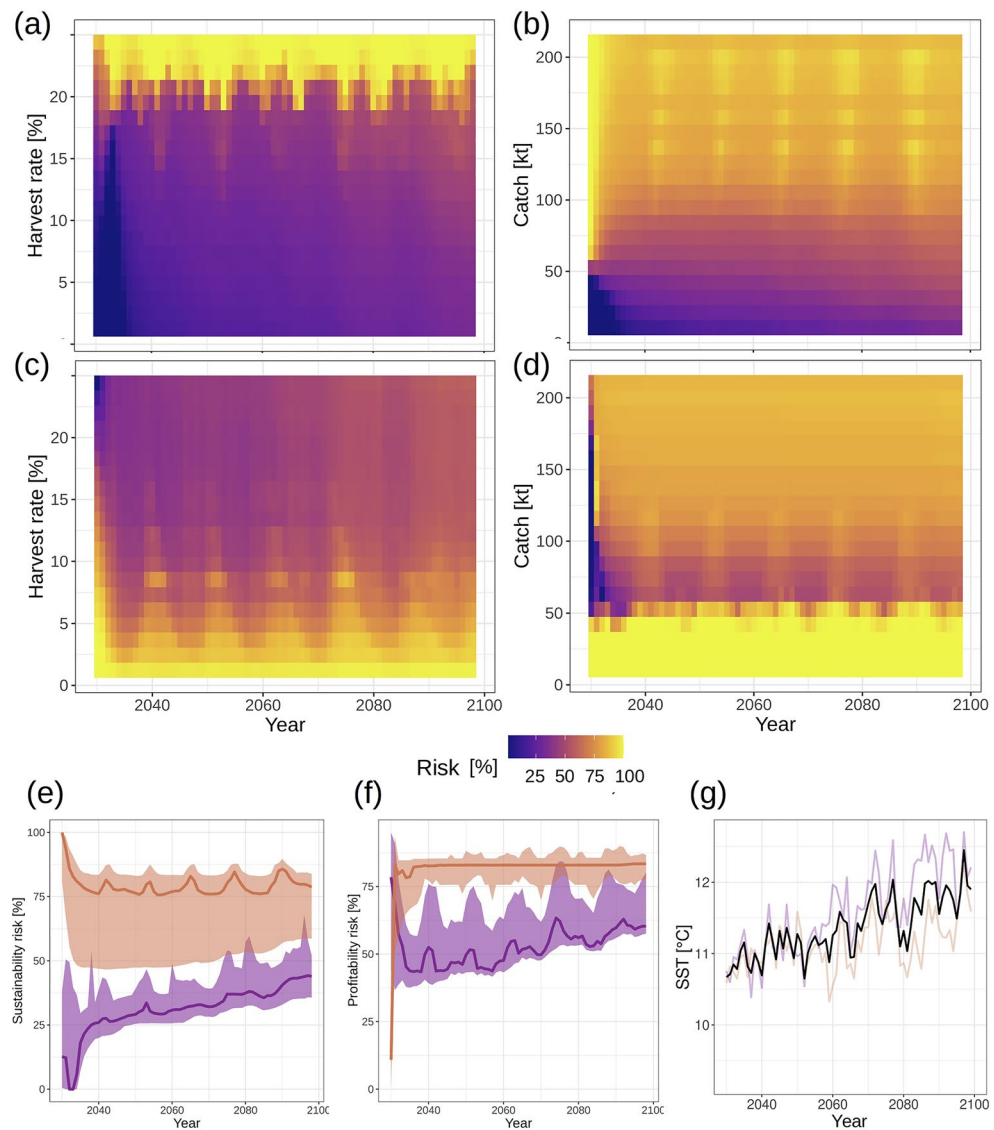 (a)
(b)
Harvest rate [%]
20
15
10
5
Catch [kt]
200
150
100
50
(c)
(d)
Harvest rate [%]
20
15
10
5
0
2040
2060
2080
2100
Year
Catch [kt]
200
150
100
50
0
2040
2060
2080
2100
Year
Risk [%]
25 50 75 100
(e)
(f)
(g)
Sustainability risk [%]
100
75
50
25
0
2040
2060
2080
210
Year
Profitability risk [%]
75
50
25
0
2040
2060
2080
210
Year
SST [°C]
12
11
10
2040
2060
2080
2100
Year